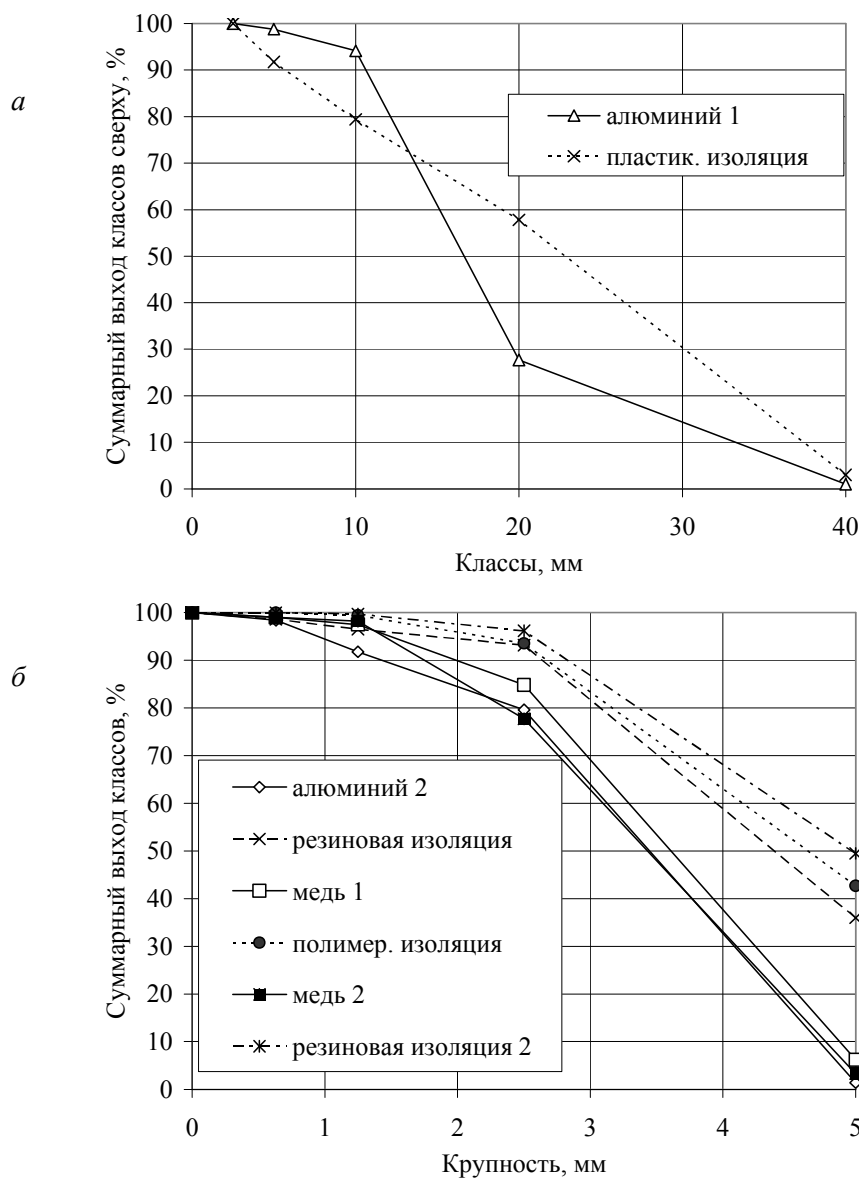 а
Суммарный выход классов сверху, %
100
90
80
70
60
50
40
30
20
10
0
0 10 20 30 40
Классы, мм
алюминий 1
пластик. изоляция
б
Суммарный выход классов, %
100
90
80
70
60
50
40
30
20
10
0
0 1 2 3 4 5
Крупность, мм
алюминий 2
резиновая изоляция
медь 1
полимер. изоляция
медь 2
резиновая изоляция 2